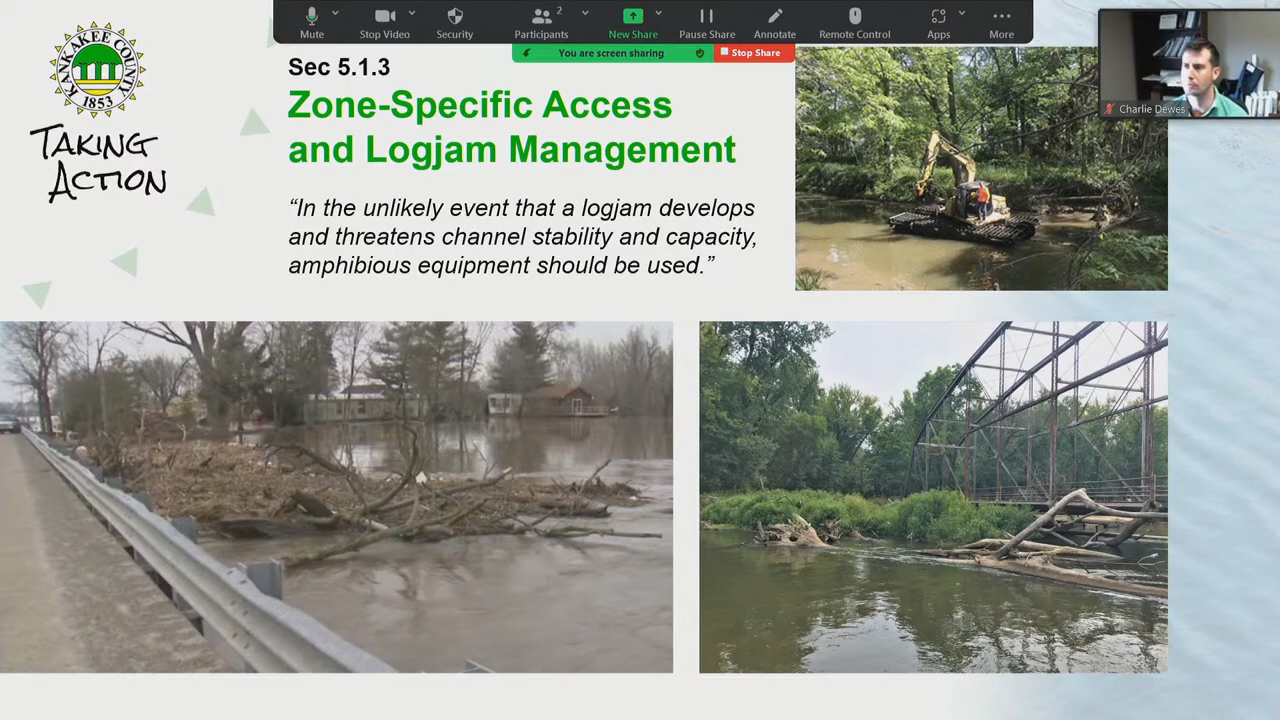 Mute
Stop Video
Security
2
Participants
New Share
Pause Share
Annotate
Remote Control
Apps
More
You are screen sharing
Stop Share
Charlie Dewes
KANKAKEE COUNTY
1853
TAKING
ACTION
Sec 5.1.3
Zone-Specific Access
and Logjam Management
“In the unlikely event that a logjam develops
and threatens channel stability and capacity,
amphibious equipment should be used.”